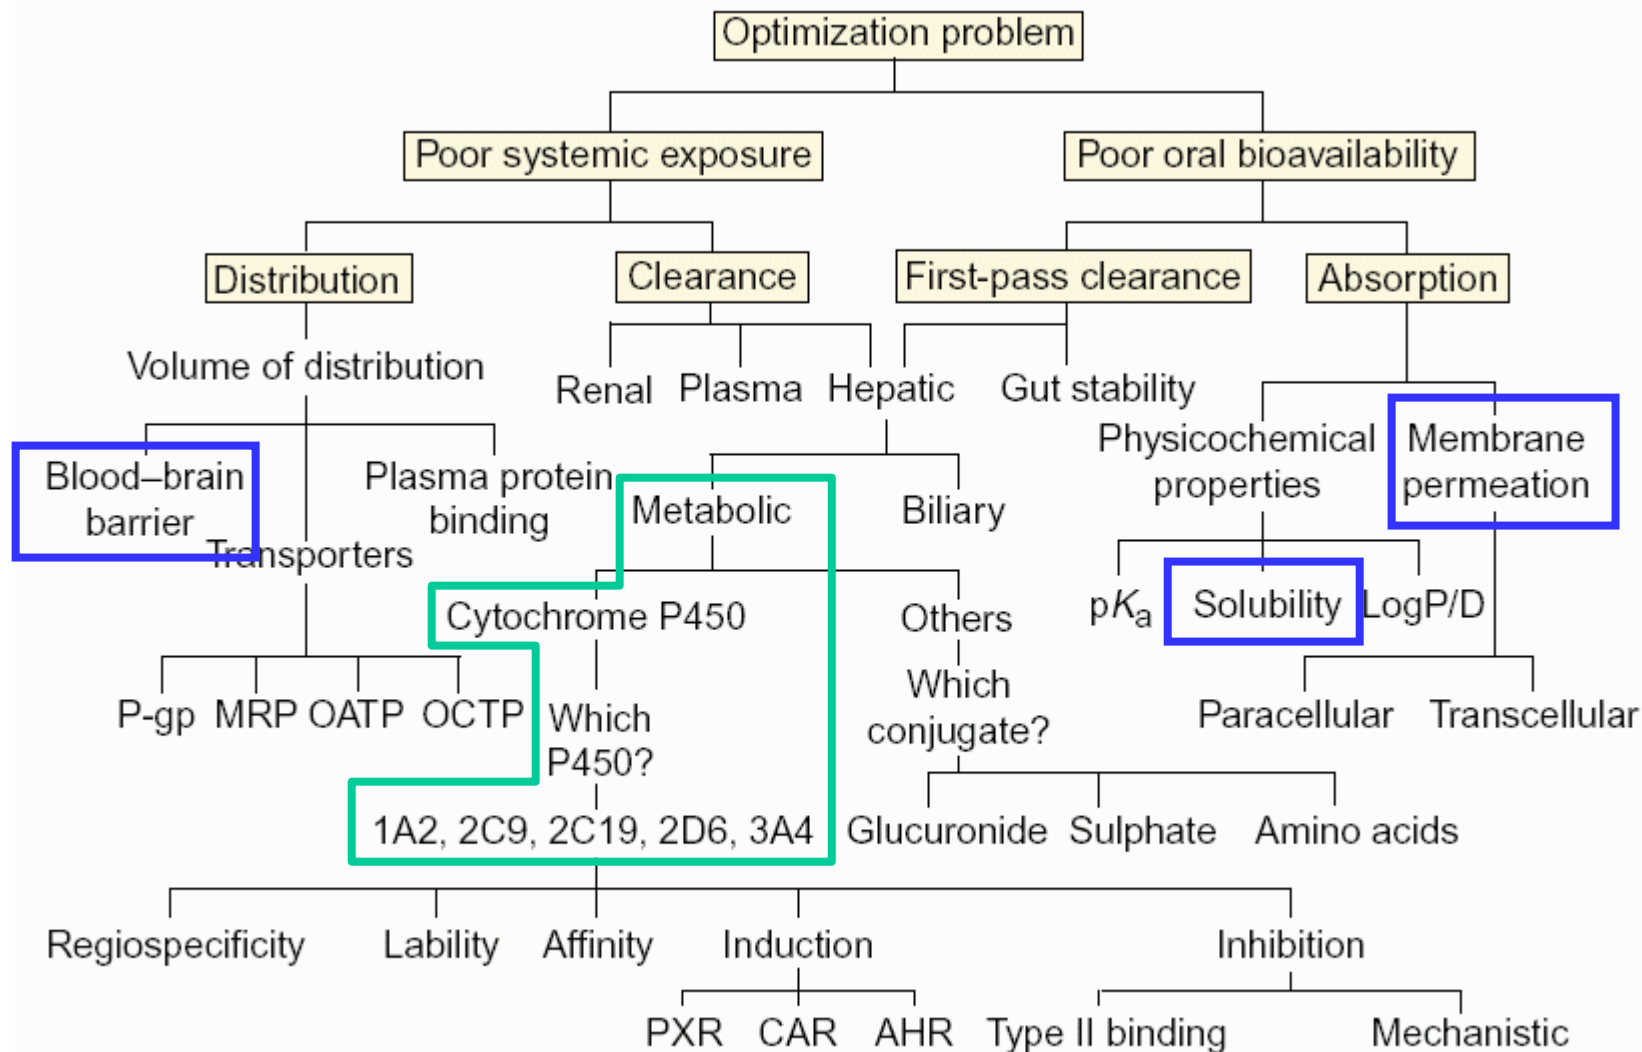 Optimization problem
Poor systemic exposure
Poor oral bioavailability
Distribution
Clearance
First-pass clearance
Absorption
Volume of distribution
Renal
Plasma
Hepatic
Gut stability
Physicochemical
properties
Membrane
permeation
Blood–brain
barrier
Plasma protein
binding
Transporters
Metabolic
Biliary
pKa
Solubility
LogP/D
Cytochrome P450
Others
Which
conjugate?
Paracellular
Transcellular
P-gp
MRP
OATP
OCTP
Which
P450?
1A2, 2C9, 2C19, 2D6, 3A4
Glucuronide
Sulphate
Amino acids
Regiospecificity
Lability
Affinity
Induction
Inhibition
PXR
CAR
AHR
Type II binding
Mechanistic